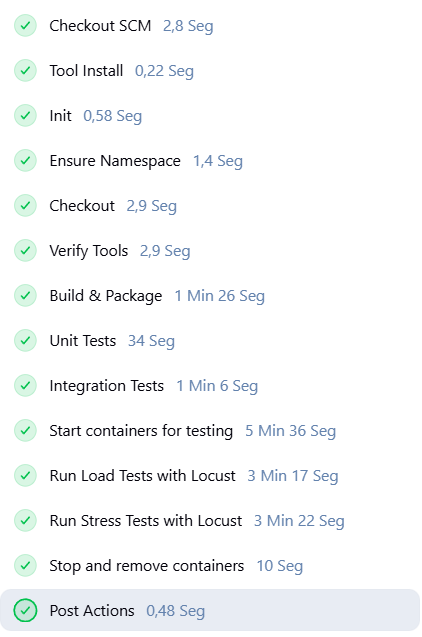 Checkout SCM 2,8 Seg
Tool Install 0,22 Seg
Init 0,58 Seg
Ensure Namespace 1,4 Seg
Checkout 2,9 Seg
Verify Tools 2,9 Seg
Build & Package 1 Min 26 Seg
Unit Tests 34 Seg
Integration Tests 1 Min 6 Seg
Start containers for testing 5 Min 36 Seg
Run Load Tests with Locust 3 Min 17 Seg
Run Stress Tests with Locust 3 Min 22 Seg
Stop and remove containers 10 Seg
Post Actions 0,48 Seg